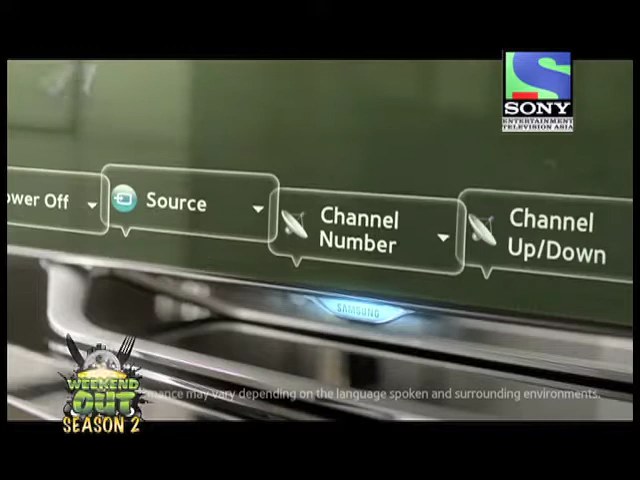 SONY
ENTERTAINMENT
TELEVISION ASIA
ower Off
Source
Channel
Number
Channel
Up/Down
SAMSUNG
mance may vary depending on the language spoken and surrounding environments.
WEEKEND
OUT
SEASON 2